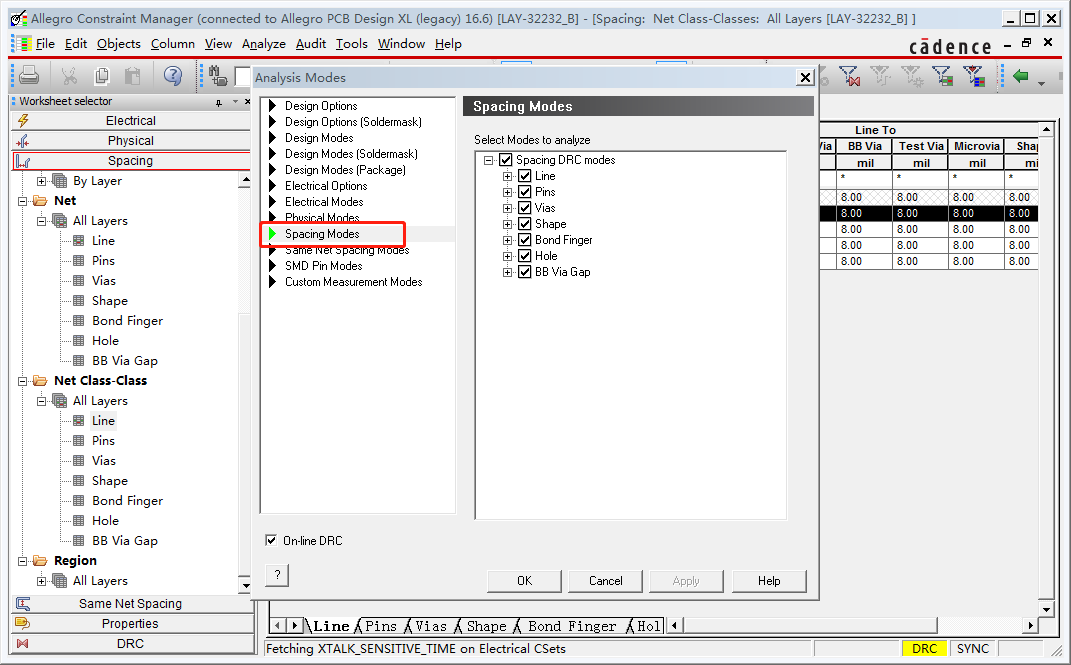 Allegro Constraint Manager (connected to Allegro PCB Design XL (legacy) 16.6) [LAY-32232_B] - [Spacing: Net Class-Classes: All Layers [LAY-32232_B] ]
File Edit Objects Column View Analyze Audit Tools Window Help
cādence
Worksheet selector
Electrical
Physical
Spacing
By Layer
Net
All Layers
Line
Pins
Vias
Shape
Bond Finger
Hole
BB Via Gap
Net Class-Class
All Layers
Line
Pins
Vias
Shape
Bond Finger
Hole
BB Via Gap
Region
All Layers
Same Net Spacing
Properties
DRC
Analysis Modes
Design Options
Design Options (Soldermask)
Design Modes
Design Modes (Soldermask)
Design Modes (Package)
Electrical Options
Electrical Modes
Physical Modes
Spacing Modes
Same Net Spacing Modes
SMD Pin Modes
Custom Measurement Modes
Spacing Modes
Select Modes to analyze
Spacing DRC modes
Line
Pins
Vias
Shape
Bond Finger
Hole
BB Via Gap
On-line DRC
?
OK Cancel Apply Help
Line To
BB Via Test Via Microvia
mil mil mil
* * * *
8.00 8.00 8.00 8.00
8.00 8.00 8.00 8.00
8.00 8.00 8.00 8.00
8.00 8.00 8.00 8.00
8.00 8.00 8.00 8.00
Line Pins Vias Shape Bond Finger Hol
Fetching XTALK_SENSITIVE_TIME on Electrical CSets
DRC SYNC